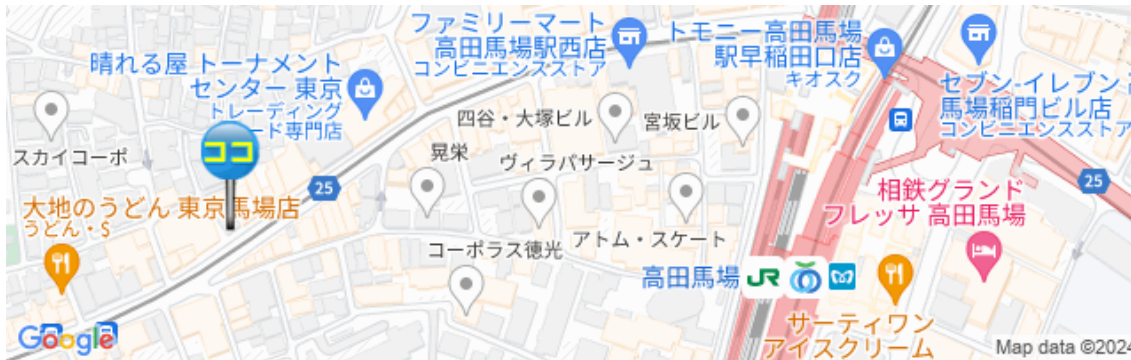 ファミリーマート
高田馬場駅西店
コンビニエンスストア
トモニー高田馬場
駅早稲田口店
キオスク
晴れる屋 トーナメント
センター 東京
トレーディング
ード専門店
セブン-イレブン
馬場稲門ビル店
コンビニエンスストア
四谷・大塚ビル
宮坂ビル
スカイコーポ
ココ
晃栄
ヴィラパサージュ
25
25
大地のうどん 東京馬場店
うどん・$
相鉄グランド
フレッサ 高田馬場
コーポラス徳光
アトム・スケート
高田馬場 JR
サーティワン
アイスクリーム
Google
Map data ©2024